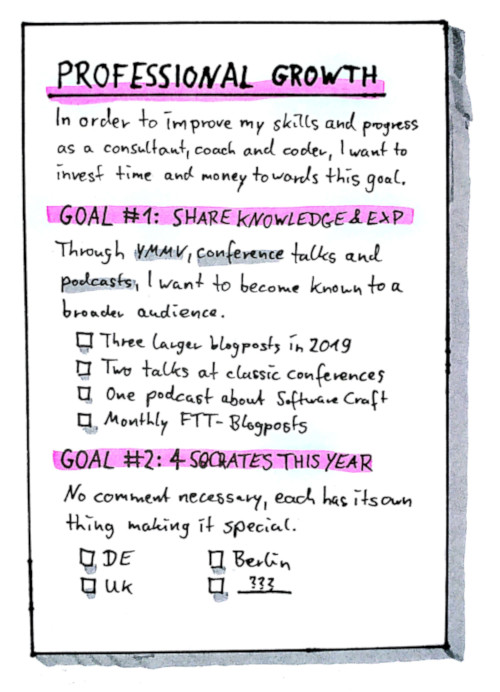 PROFESSIONAL GROWTH
In order to improve my skills and progress
as a consultant, coach and coder, I want to
invest time and money towards this goal.
GOAL #1: SHARE KNOWLEDGE & EXP
Through YMMV, conference talks and
podcasts, I want to become known to a
broader audience.
Three larger blogposts in 2019
Two talks at classic conferences
One podcast about Software Craft
Monthly FTT-Blogposts
GOAL #2: 4 SOCRATES THIS YEAR
No comment necessary, each has its own
thing making it special.
DE Berlin
UK ???